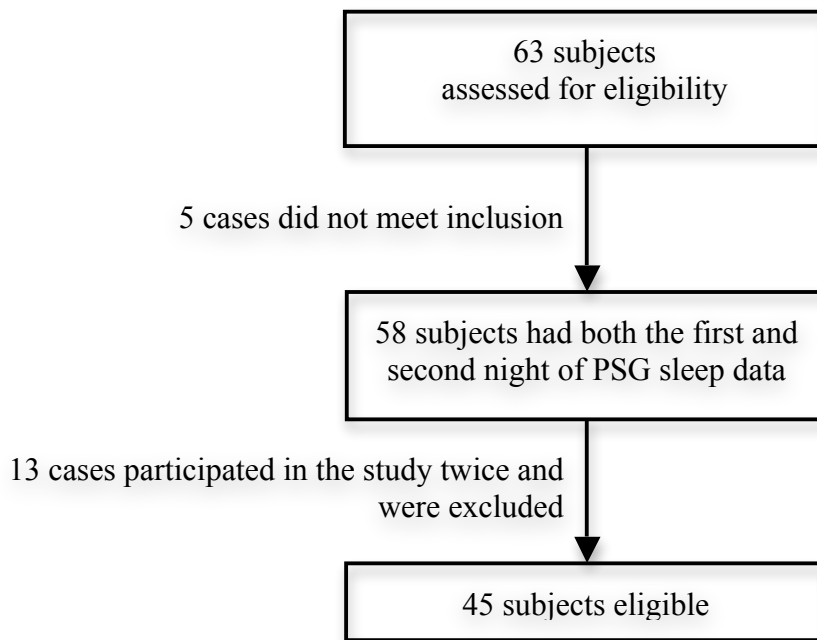 63 subjects
assessed for eligibility
5 cases did not meet inclusion
58 subjects had both the first and
second night of PSG sleep data
13 cases participated in the study twice and
were excluded
45 subjects eligible